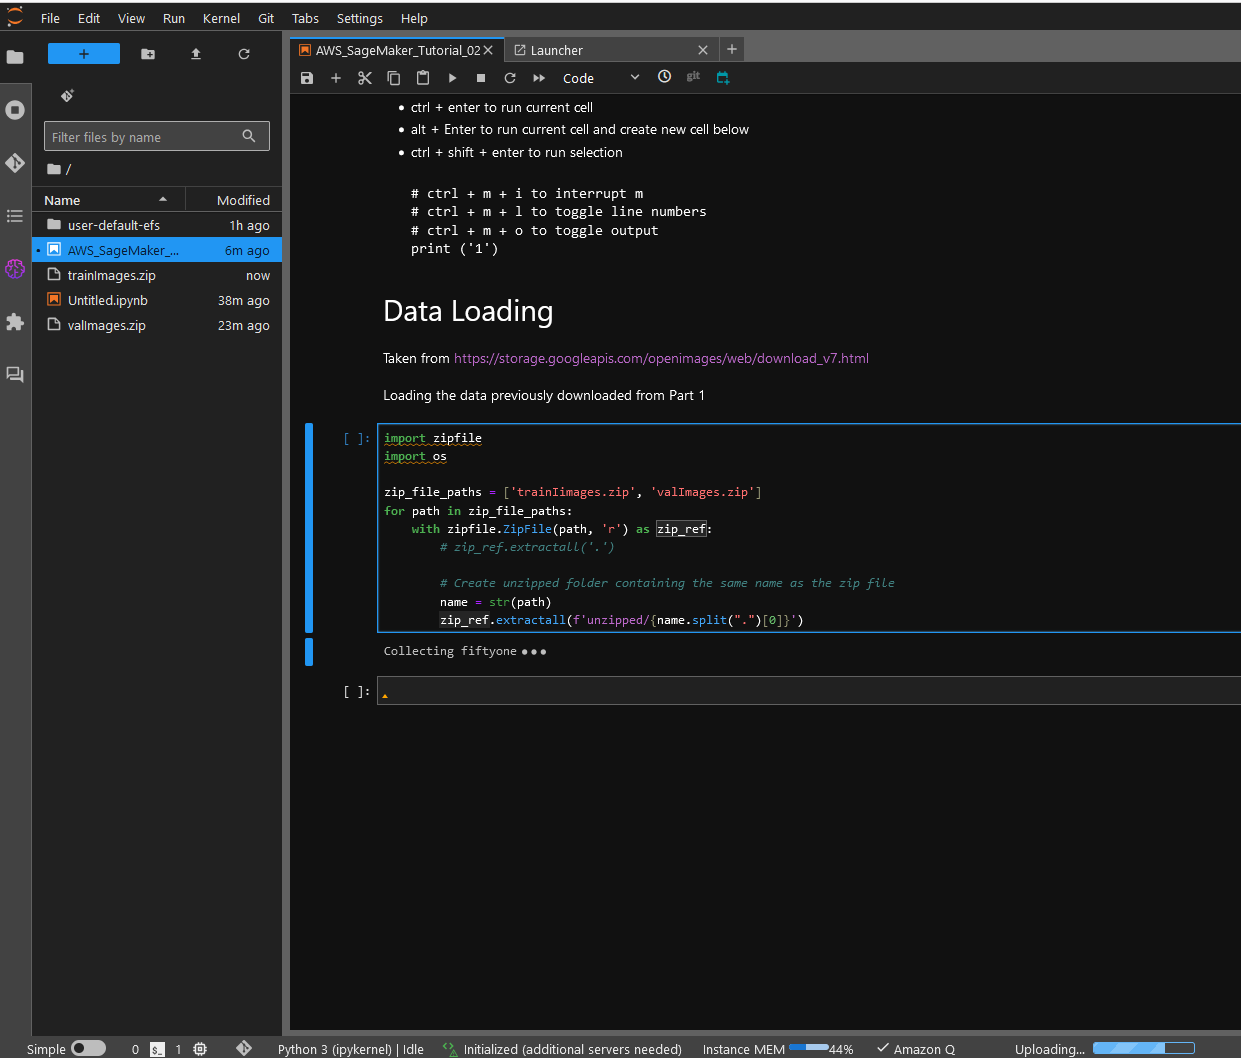 File Edit View Run Kernel Git Tabs Settings Help
AWS_SageMaker_Tutorial_02
Launcher
Code
git
Filter files by name
/
Name Modified
user-default-efs 1h ago
AWS_SageMaker_... 6m ago
trainImages.zip now
Untitled.ipynb 38m ago
valImages.zip 23m ago
• ctrl + enter to run current cell
• alt + Enter to run current cell and create new cell below
• ctrl + shift + enter to run selection
# ctrl + m + i to interrupt m
# ctrl + m + l to toggle line numbers
# ctrl + m + o to toggle output
print ('1')
Data Loading
Taken from https://storage.googleapis.com/openimages/web/download_v7.html
Loading the data previously downloaded from Part 1
[ ]:
import zipfile
import os
zip_file_paths = ['trainIimages.zip', 'valImages.zip']
for path in zip_file_paths:
with zipfile.ZipFile(path, 'r') as zip_ref:
# zip_ref.extractall('.')
# Create unzipped folder containing the same name as the zip file
name = str(path)
zip_ref.extractall(f'unzipped/{name.split(".")[0]}')
Collecting fiftyone •••
[ ]:
Simple 0 $_ 1 Python 3 (ipykernel) | Idle Initialized (additional servers needed) Instance MEM 44% Amazon Q Uploading...